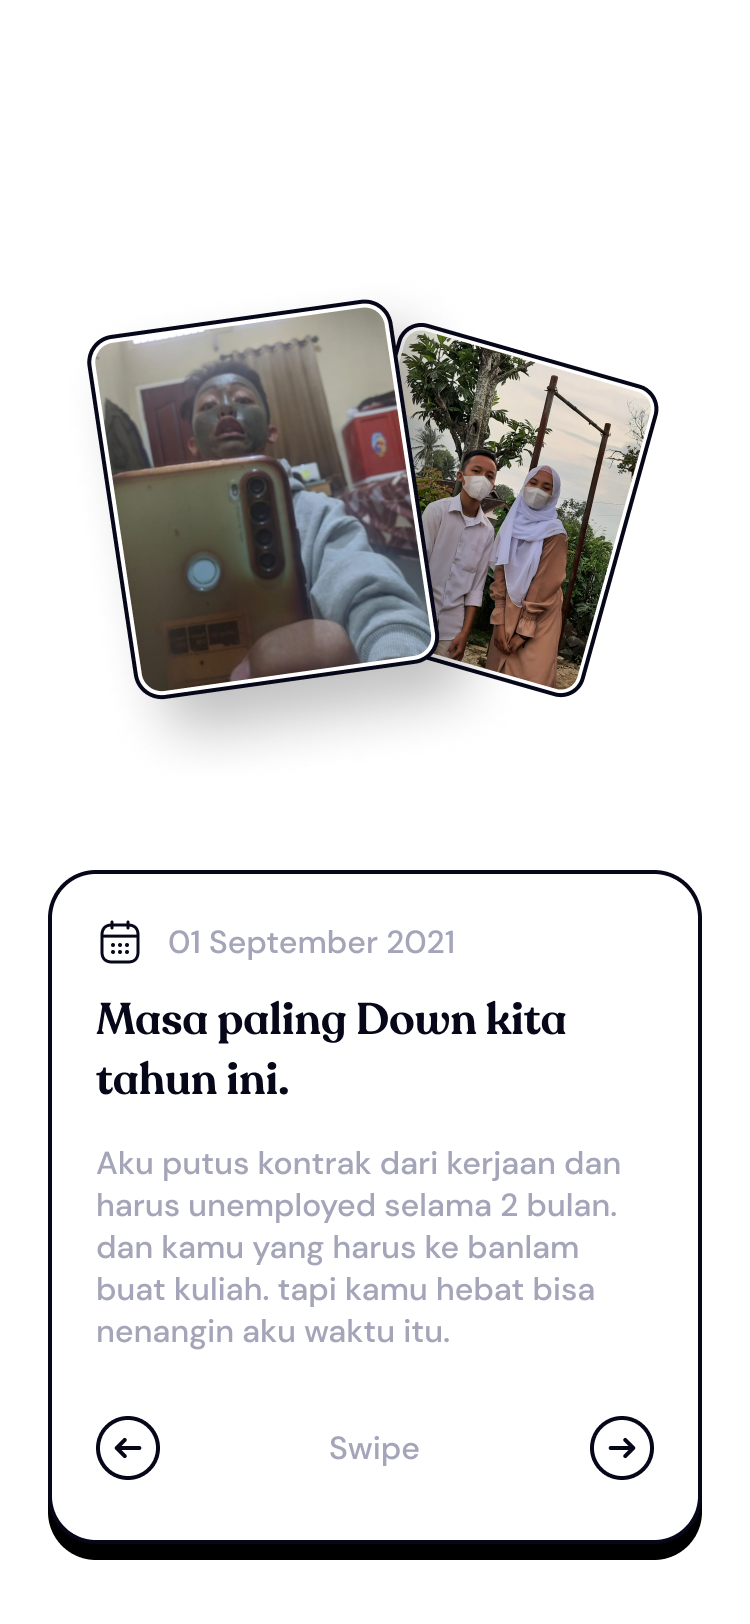 01 September 2021
Masa paling Down kita
tahun ini.
Aku putus kontrak dari kerjaan dan
harus unemployed selama 2 bulan.
dan kamu yang harus ke banlam
buat kuliah. tapi kamu hebat bisa
nenangin aku waktu itu.
Swipe